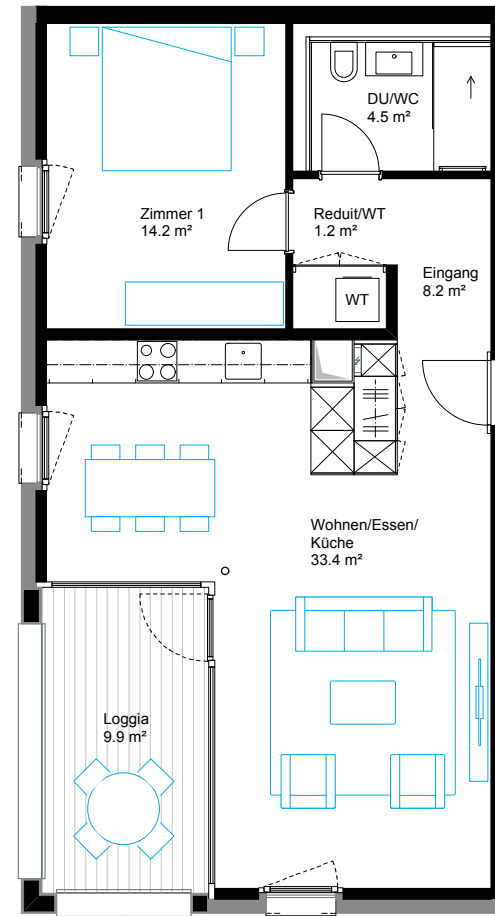 DU/WC
4.5 m²
Zimmer 1
14.2 m²
Reduit/WT
1.2 m²
Eingang
8.2 m²
WT
Wohnen/Essen/
Küche
33.4 m²
Loggia
9.9 m²